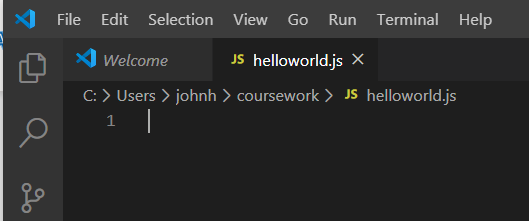 File Edit Selection View Go Run Terminal Help
Welcome JS helloworld.js
C: > Users > johnh > coursework > JS helloworld.js
1